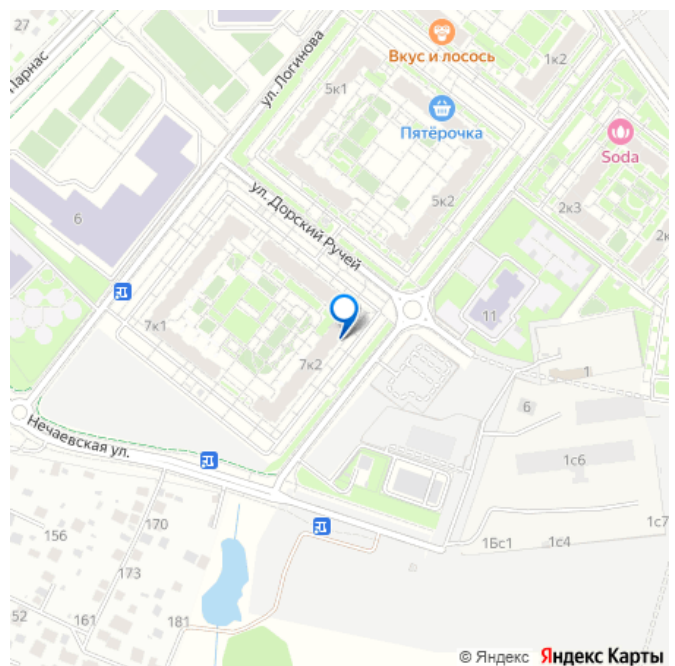 27
Парнас
ул. Логинова
Вкус и лосось
1к2
5к1
Пятёрочка
Soda
ул. Дорский Ручей
5к2
2к3
2к
6
11
7к1
7к2
1
6
Нечаевская ул.
1с6
170
156
1с7
1Бс1
1с4
173
52
161
181
© Яндекс Яндекс Карты